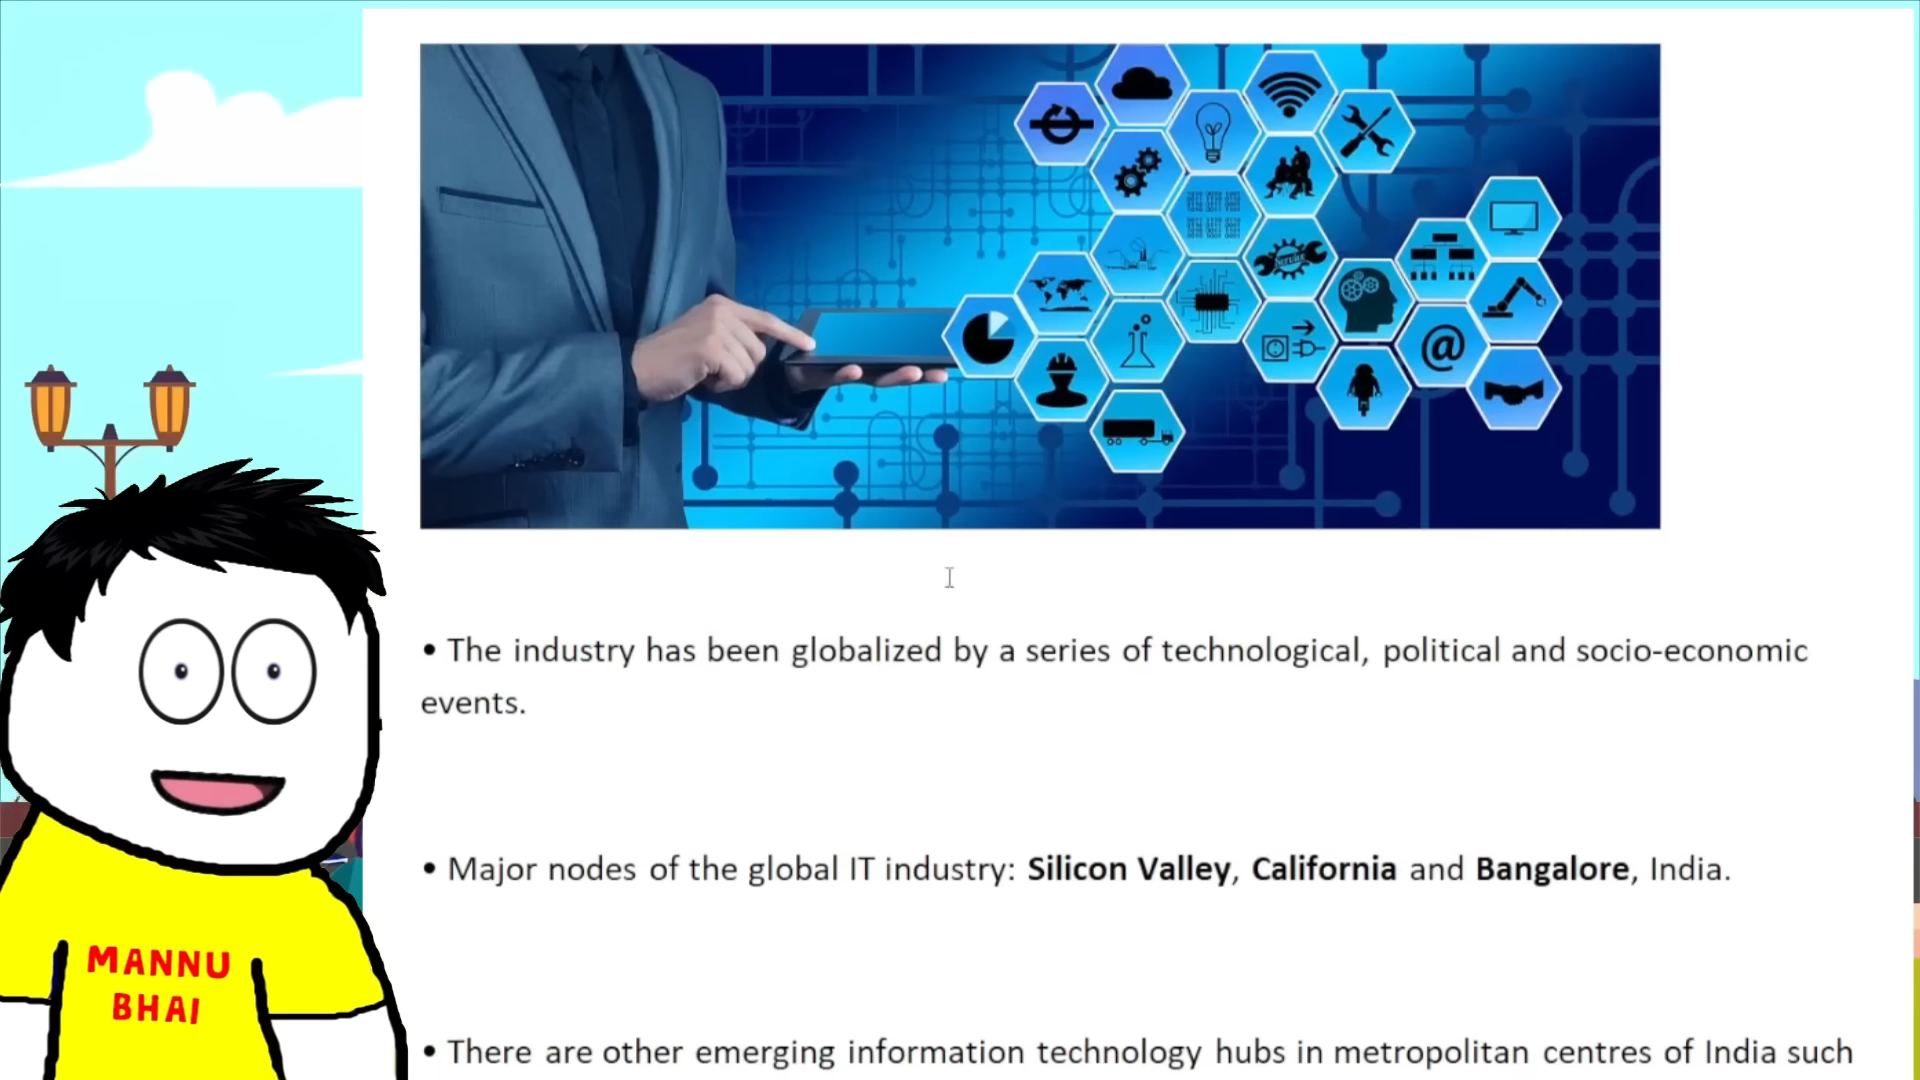 Service
@
• The industry has been globalized by a series of technological, political and socio-economic
events.
• Major nodes of the global IT industry: Silicon Valley, California and Bangalore, India.
• There are other emerging information technology hubs in metropolitan centres of India such
MANNU
BHAI